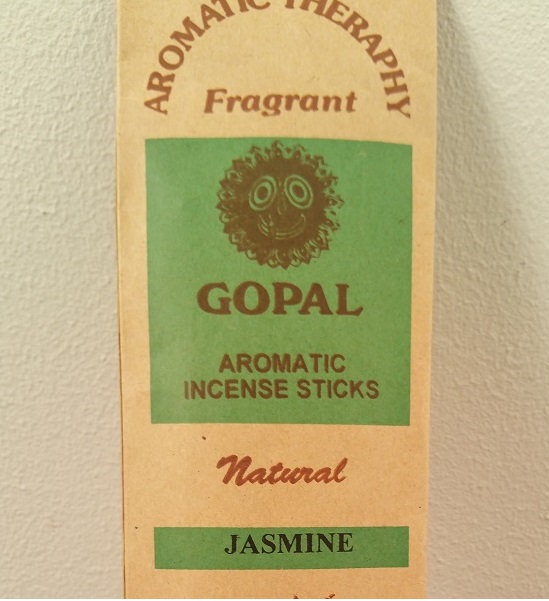 AROMATIC THERAPHY
Fragrant
GOPAL
AROMATIC
INCENSE STICKS
Natural
JASMINE